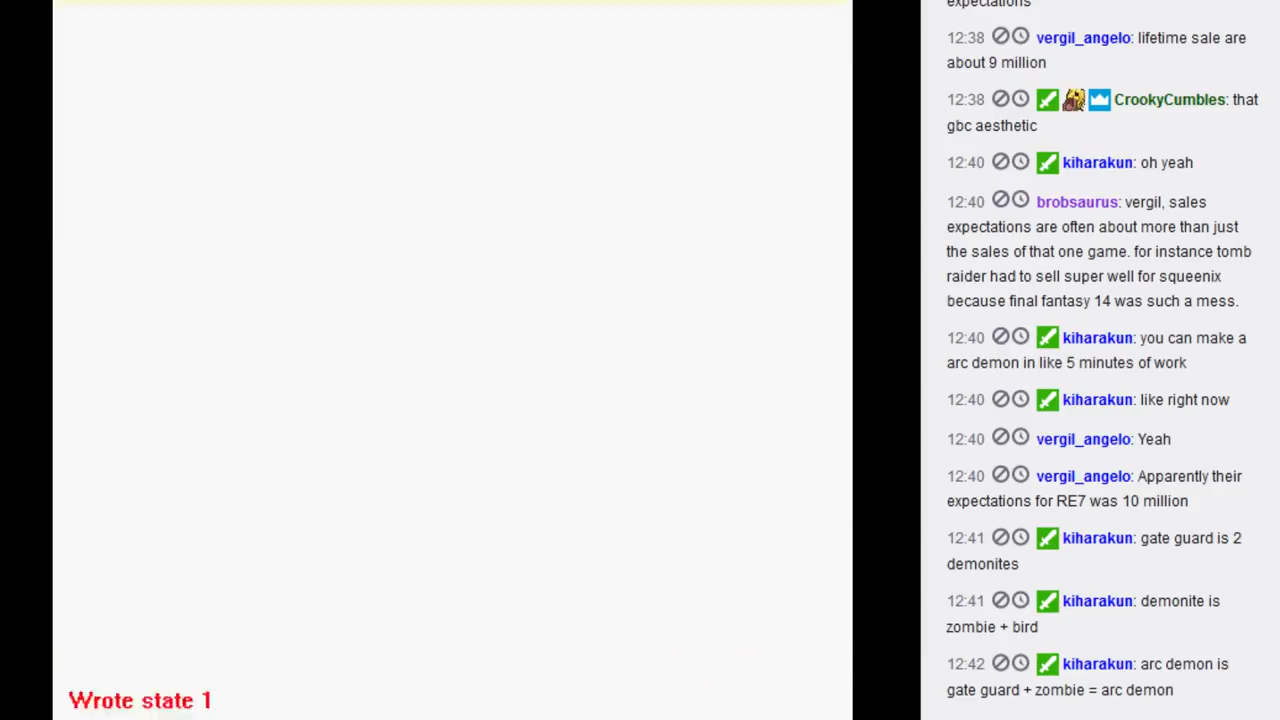 expectations
12:38 vergil_angelo: lifetime sale are
about 9 million
12:38 CrookyCumbles: that
gbc aesthetic
12:40 kiharakun: oh yeah
12:40 brobsaurus: vergil, sales
expectations are often about more than just
the sales of that one game. for instance tomb
raider had to sell super well for squeenix
because final fantasy 14 was such a mess.
12:40 kiharakun: you can make a
arc demon in like 5 minutes of work
12:40 kiharakun: like right now
12:40 vergil_angelo: Yeah
12:40 vergil_angelo: Apparently their
expectations for RE7 was 10 million
12:41 kiharakun: gate guard is 2
demonites
12:41 kiharakun: demonite is
zombie + bird
12:42 kiharakun: arc demon is
gate guard + zombie = arc demon
Wrote state 1